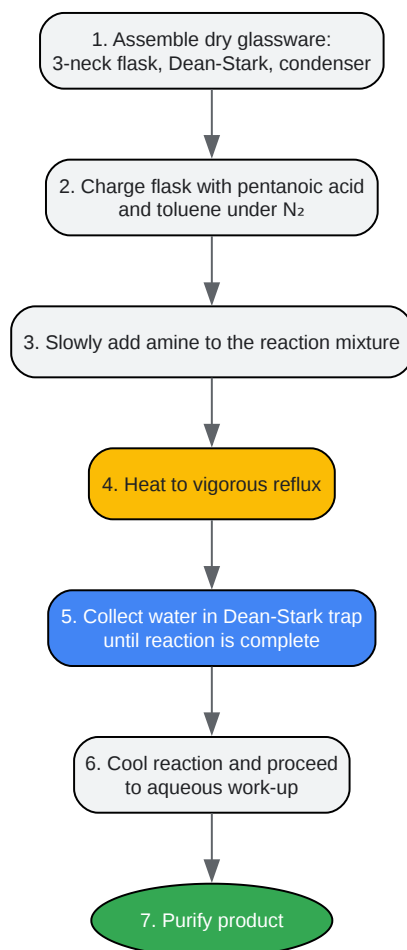 1. Assemble dry glassware:
3-neck flask, Dean-Stark, condenser
2. Charge flask with pentanoic acid
and toluene under N₂
3. Slowly add amine to the reaction mixture
4. Heat to vigorous reflux
5. Collect water in Dean-Stark trap
until reaction is complete
6. Cool reaction and proceed
to aqueous work-up
7. Purify product